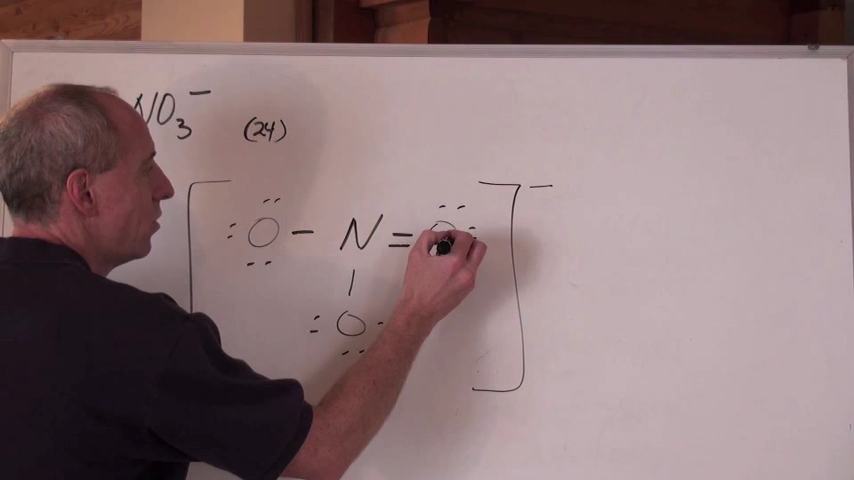 NO₃⁻ (24)
O - N = O
|
O